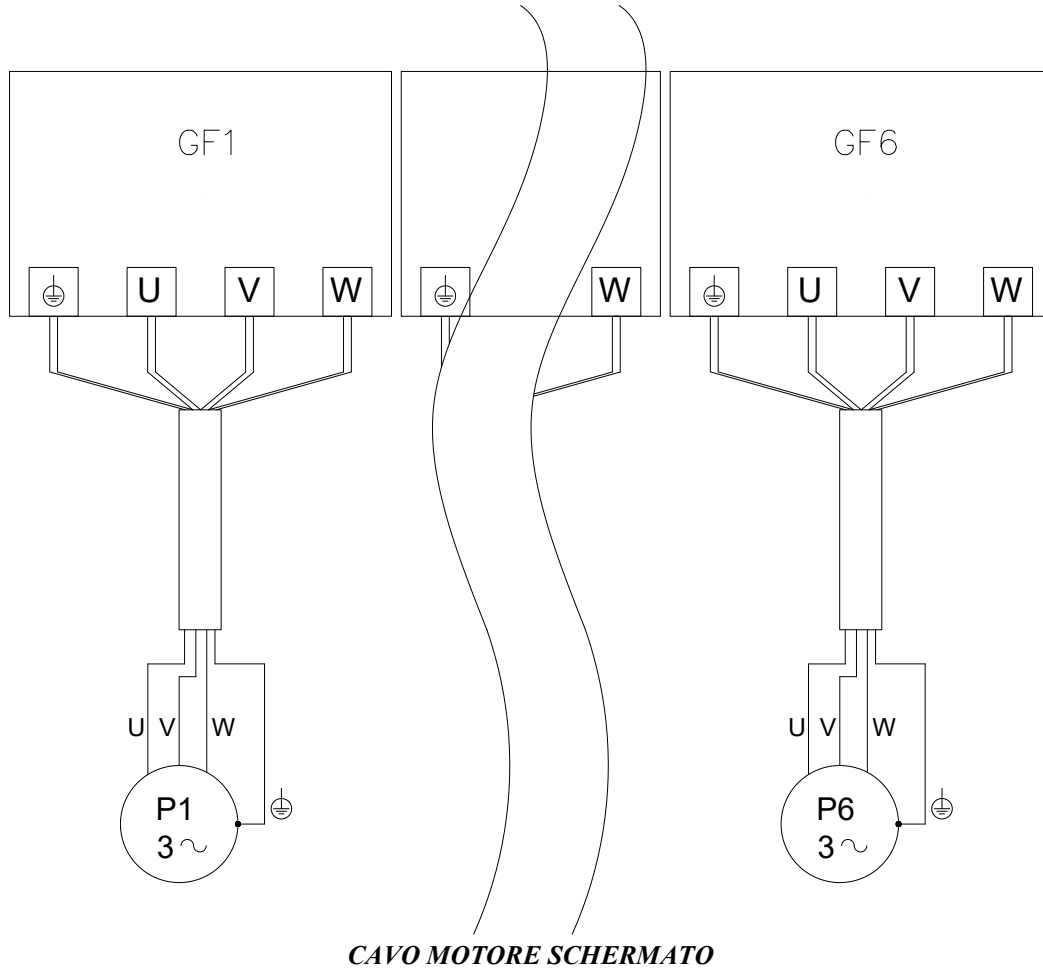 GF1
GF6
U V W
W
U V W
U V W
U V W
P1
3~
P6
3~
CAVO MOTORE SCHERMATO